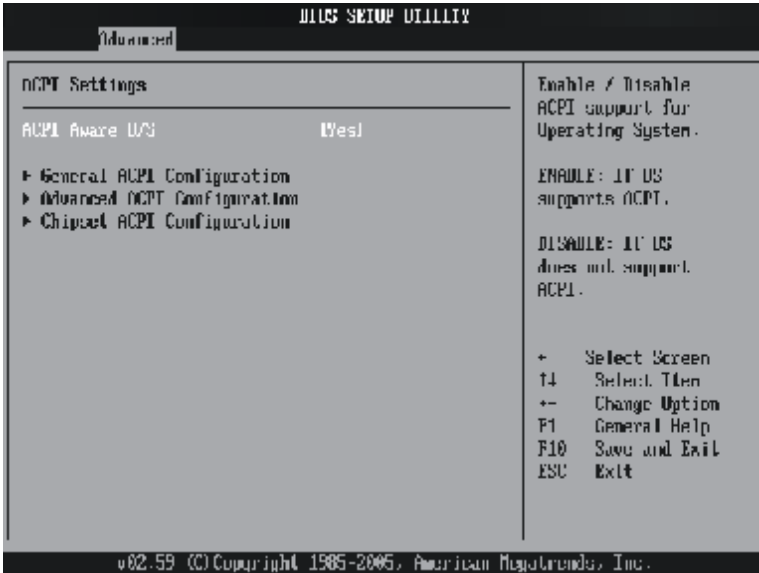 BIOS SETUP UTILITY
Advanced
ACPI Settings
ACPI Aware O/S [Yes]
► General ACPI Configuration
► Advanced ACPI Configuration
► Chipset ACPI Configuration
Enable / Disable
ACPI support for
Operating System.
ENABLE: If OS
supports ACPI.
DISABLE: If OS
does not support
ACPI.
← Select Screen
↑↓ Select Item
+- Change Option
F1 General Help
F10 Save and Exit
ESC Exit
v02.59 (C)Copyright 1985-2005, American Megatrends, Inc.